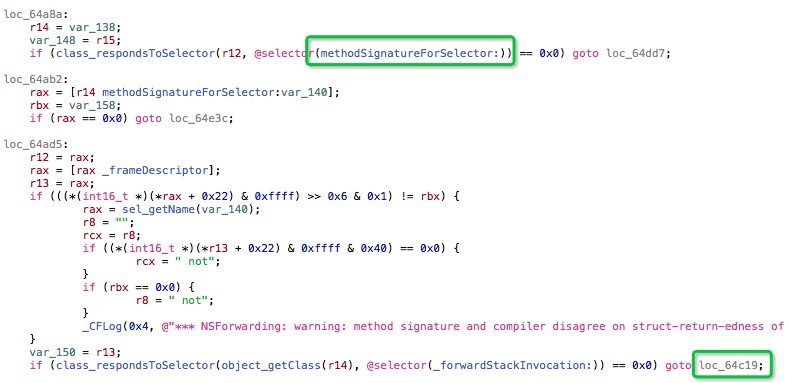 loc_64a8a:
r14 = var_138;
var_148 = r15;
if (class_respondsToSelector(r12, @selector(methodSignatureForSelector:)) == 0x0) goto loc_64dd7;
loc_64ab2:
rax = [r14 methodSignatureForSelector:var_140];
rbx = var_158;
if (rax == 0x0) goto loc_64e3c;
loc_64ad5:
r12 = rax;
rax = [rax _frameDescriptor];
r13 = rax;
if (((*(int16_t *)(*rax + 0x22) & 0xffff) >> 0x6 & 0x1) != rbx) {
rax = sel_getName(var_140);
r8 = "";
rcx = r8;
if ((*(int16_t *)(*r13 + 0x22) & 0xffff & 0x40) == 0x0) {
rcx = " not";
}
if (rbx == 0x0) {
r8 = " not";
}
_CFLog(0x4, @"*** NSForwarding: warning: method signature and compiler disagree on struct-return-edness of
}
var_150 = r13;
if (class_respondsToSelector(object_getClass(r14), @selector(_forwardStackInvocation:)) == 0x0) goto loc_64c19;